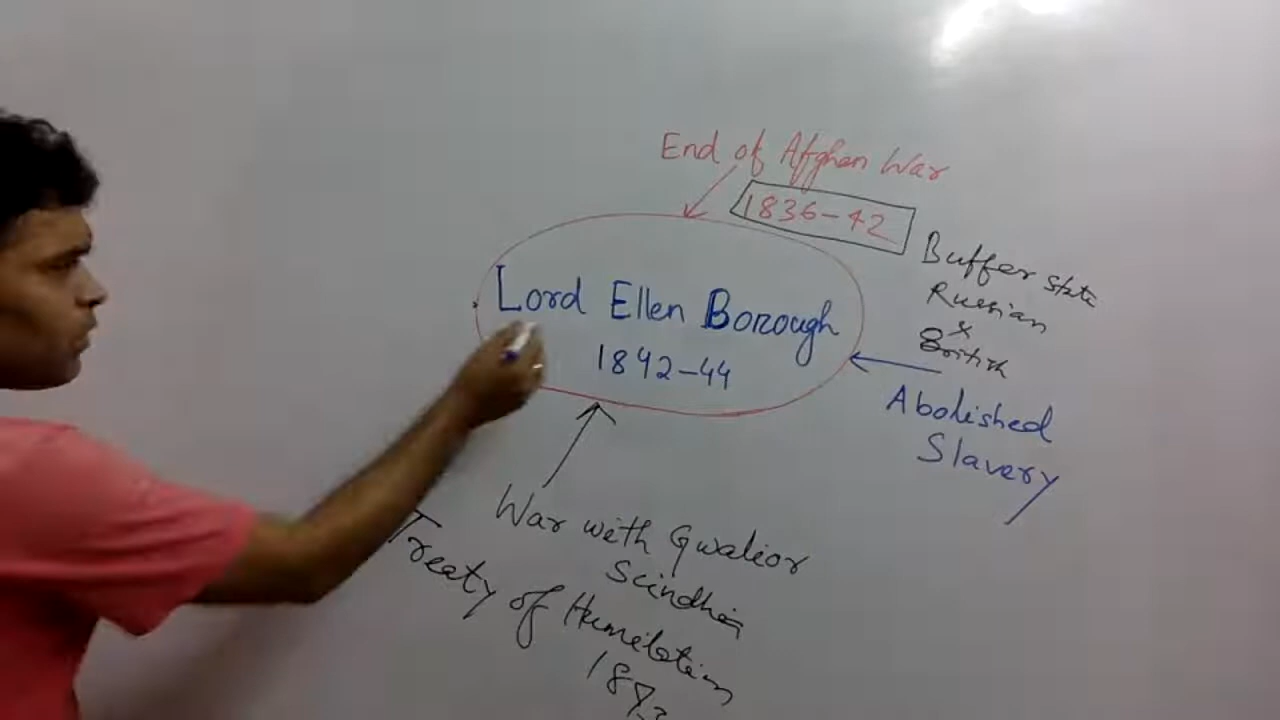 End of Afghan War
1836-42
Lord Ellen Borough
1842-44
Buffer state
Russian
x
British
Abolished
Slavery
War with Gwalior
Scindhia
Treaty of Humilation